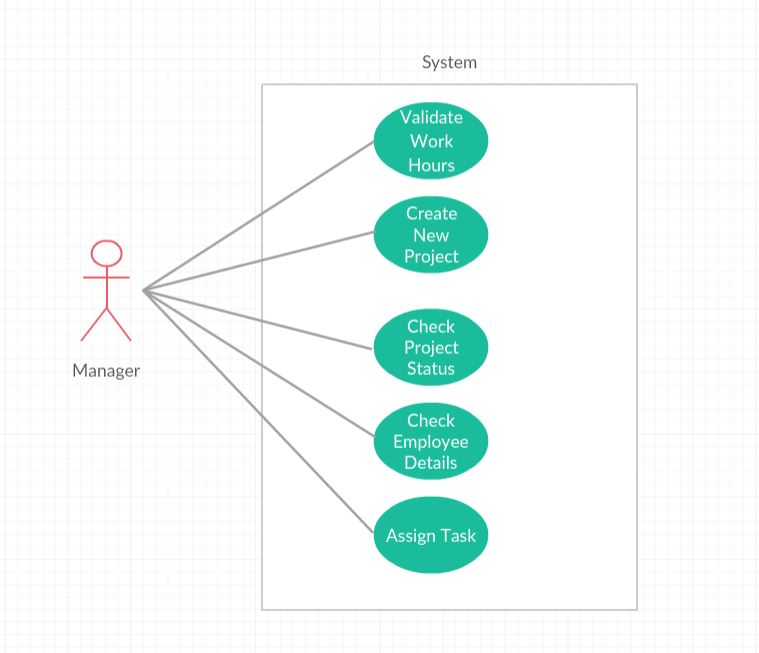 System
Validate
Work
Hours
Create
New
Project
Manager
Check
Project
Status
Check
Employee
Details
Assign Task